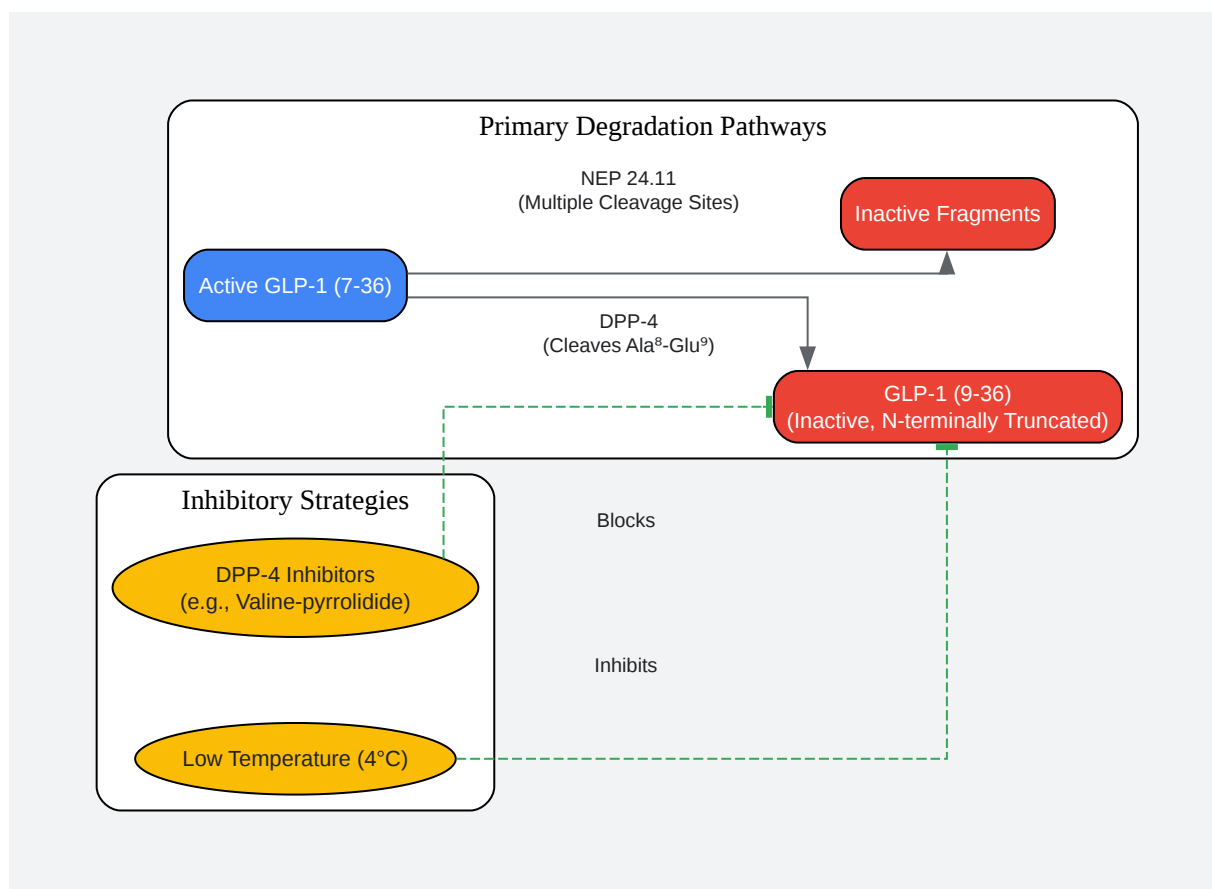 Primary Degradation Pathways
NEP 24.11
(Multiple Cleavage Sites)
Inactive Fragments
Active GLP-1 (7-36)
DPP-4
(Cleaves Ala⁸-Glu⁹)
GLP-1 (9-36)
(Inactive, N-terminally Truncated)
Inhibitory Strategies
Blocks
DPP-4 Inhibitors
(e.g., Valine-pyrrolidide)
Inhibits
Low Temperature (4°C)